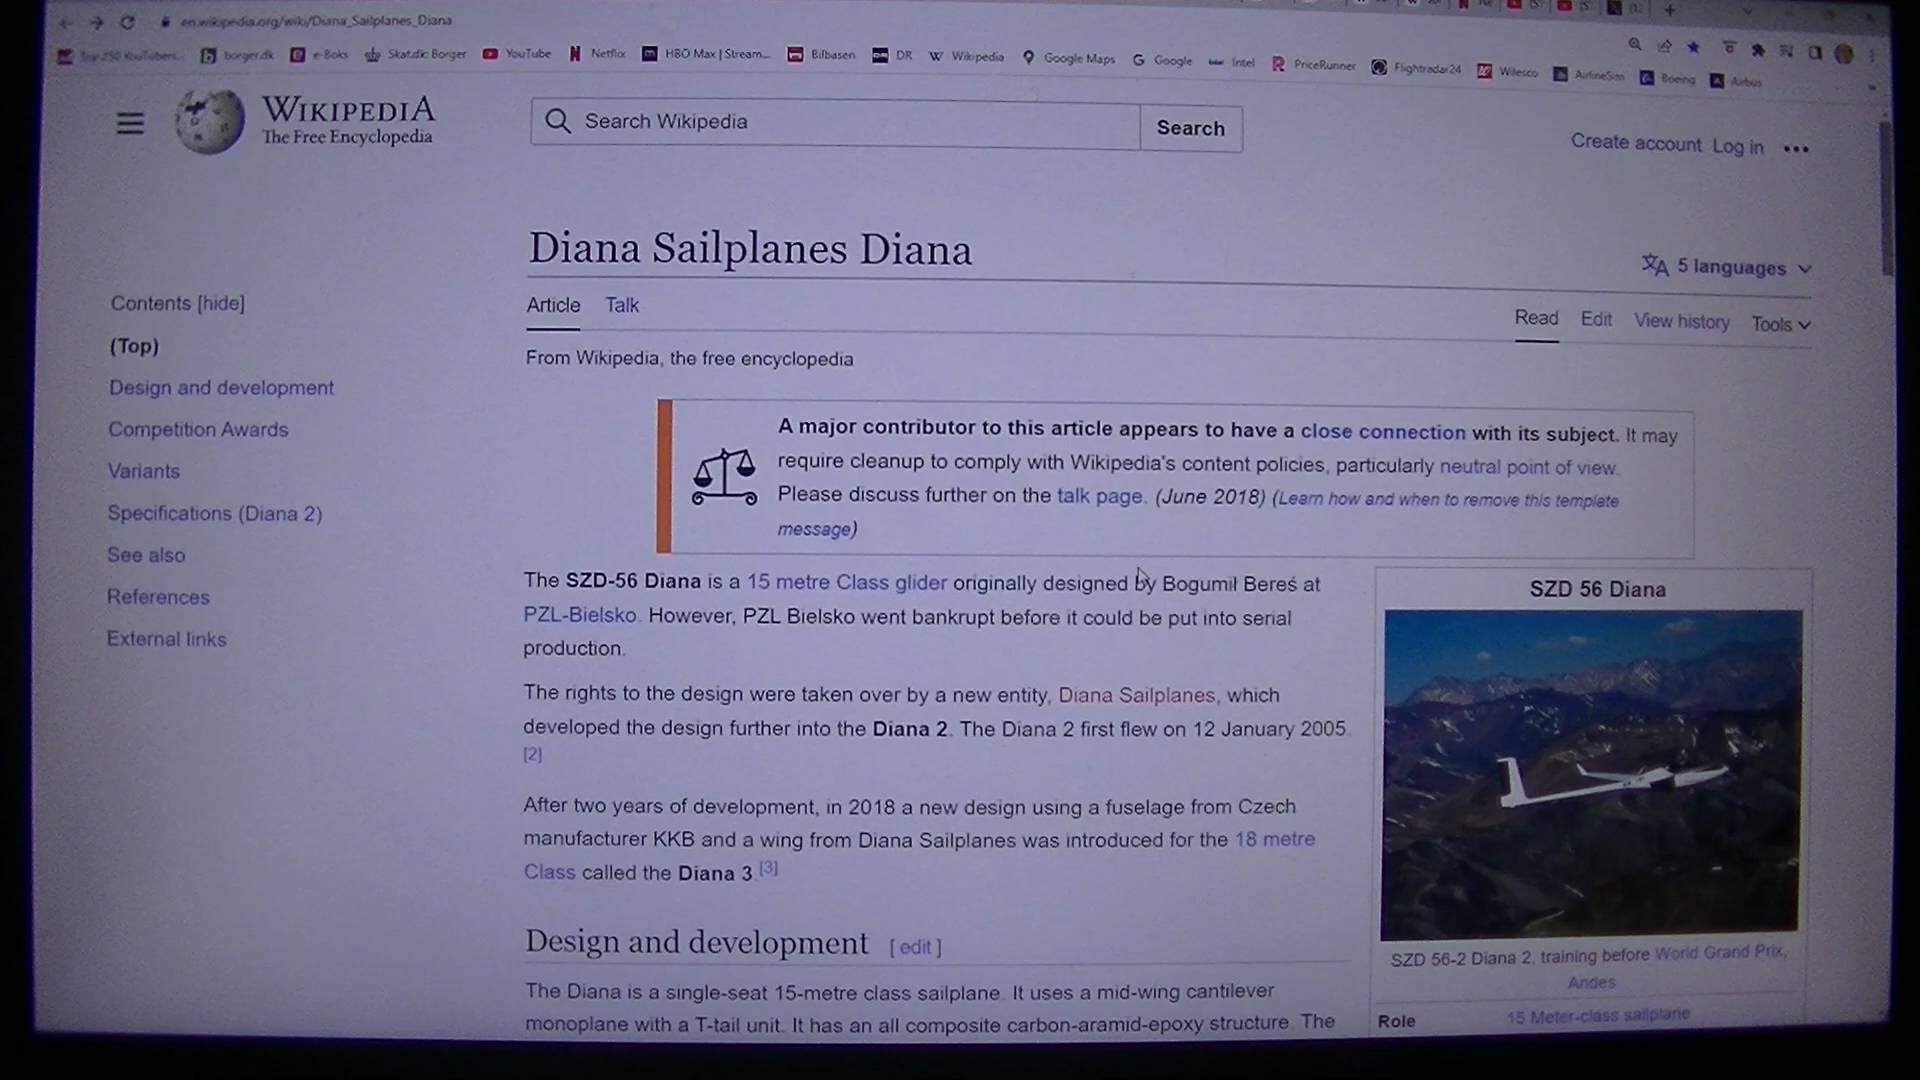 en.wikipedia.org/wiki/Diana_Sailplanes_Diana
Top 250 YouTubers... borger.dk e-Boks Skat.dk: Borger YouTube Netflix HBO Max | Stream... Bilbasen DR Wikipedia Google Maps Google Intel PriceRunner Flightradar24 Wilesco AirlineSim Boeing Airbus
WIKIPEDIA
The Free Encyclopedia
Search Wikipedia
Search
Create account Log in
Diana Sailplanes Diana
5 languages
Article Talk
Read Edit View history Tools
From Wikipedia, the free encyclopedia
Contents [hide]
(Top)
Design and development
Competition Awards
Variants
Specifications (Diana 2)
See also
References
External links
A major contributor to this article appears to have a close connection with its subject. It may
require cleanup to comply with Wikipedia's content policies, particularly neutral point of view.
Please discuss further on the talk page. (June 2018) (Learn how and when to remove this template
message)
The SZD-56 Diana is a 15 metre Class glider originally designed by Bogumił Bereś at
PZL-Bielsko. However, PZL Bielsko went bankrupt before it could be put into serial
production.
The rights to the design were taken over by a new entity, Diana Sailplanes, which
developed the design further into the Diana 2. The Diana 2 first flew on 12 January 2005.
[2]
After two years of development, in 2018 a new design using a fuselage from Czech
manufacturer KKB and a wing from Diana Sailplanes was introduced for the 18 metre
Class called the Diana 3.[3]
Design and development [ edit ]
The Diana is a single-seat 15-metre class sailplane. It uses a mid-wing cantilever
monoplane with a T-tail unit. It has an all composite carbon-aramid-epoxy structure. The
SZD 56 Diana
SZD 56-2 Diana 2, training before World Grand Prix,
Andes
Role 15 Meter-class sailplane